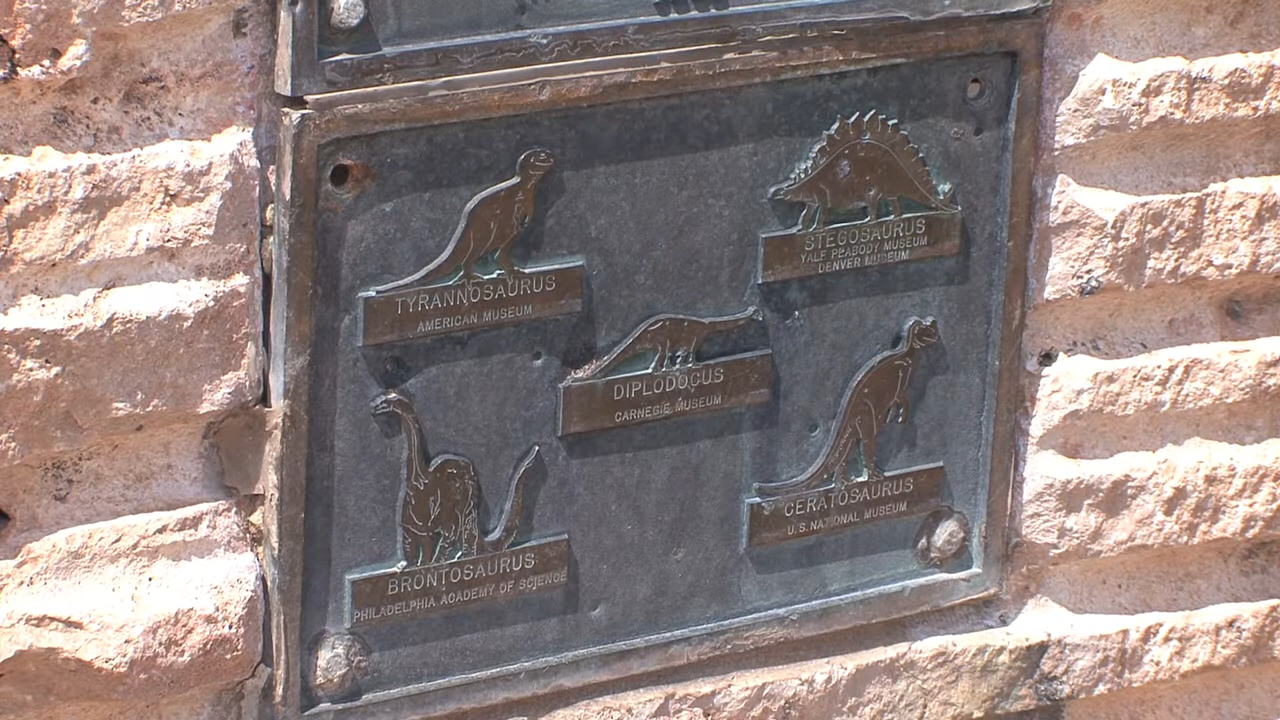 TYRANNOSAURUS
AMERICAN MUSEUM
STEGOSAURUS
YALE PEABODY MUSEUM
DENVER MUSEUM
DIPLODOCUS
CARNEGIE MUSEUM
BRONTOSAURUS
PHILADELPHIA ACADEMY OF SCIENCE
CERATOSAURUS
U.S. NATIONAL MUSEUM